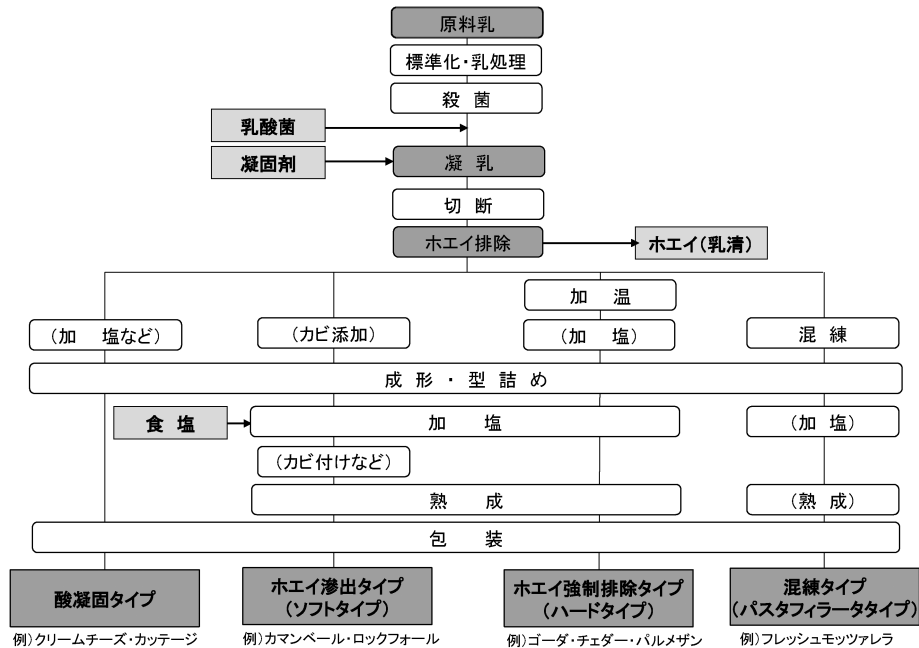 原料乳
標準化・乳処理
殺 菌
乳酸菌
凝固剤
凝 乳
切 断
ホエイ排除
ホエイ(乳清)
加 温
(加 塩など)
(カビ添加)
(加 塩)
混 練
成 形 ・ 型 詰 め
食 塩
加 塩
(加 塩)
(カビ付けなど)
熟 成
(熟 成)
包 装
酸凝固タイプ
ホエイ滲出タイプ
(ソフトタイプ)
ホエイ強制排除タイプ
(ハードタイプ)
混練タイプ
(パスタフィラータタイプ)
例)クリームチーズ・カッテージ
例)カマンベール・ロックフォール
例)ゴーダ・チェダー・パルメザン
例)フレッシュモッツァレラ